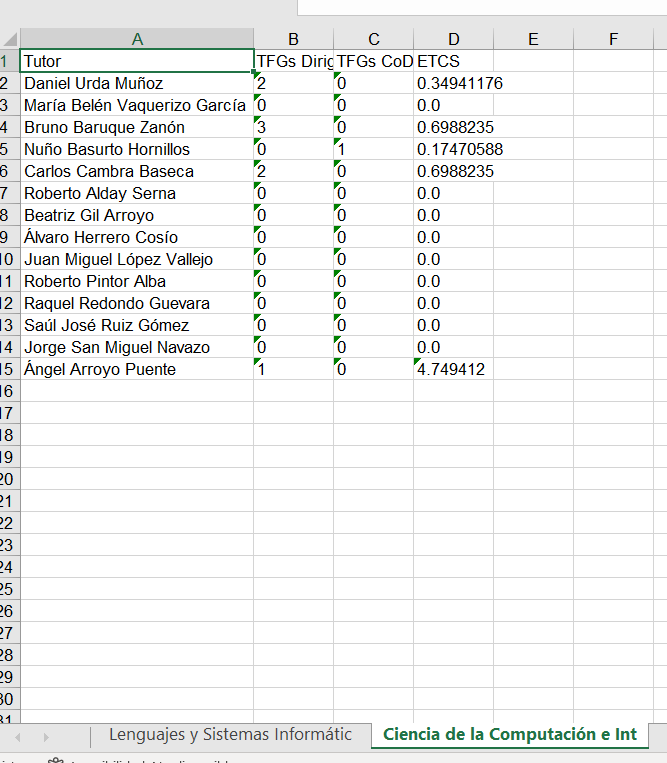 A B C D E F
1 Tutor TFGs Dirig TFGs CoD ETCS
2 Daniel Urda Muñoz 2 0 0.34941176
3 María Belén Vaquerizo García 0 0 0.0
4 Bruno Baruque Zanón 3 0 0.6988235
5 Nuño Basurto Hornillos 0 1 0.17470588
6 Carlos Cambra Baseca 2 0 0.6988235
7 Roberto Alday Serna 0 0 0.0
8 Beatriz Gil Arroyo 0 0 0.0
9 Álvaro Herrero Cosío 0 0 0.0
10 Juan Miguel López Vallejo 0 0 0.0
11 Roberto Pintor Alba 0 0 0.0
12 Raquel Redondo Guevara 0 0 0.0
13 Saúl José Ruiz Gómez 0 0 0.0
14 Jorge San Miguel Navazo 0 0 0.0
15 Ángel Arroyo Puente 1 0 4.749412
16
17
18
19
20
21
22
23
24
25
26
27
28
29
30
31
Lenguajes y Sistemas Informátic Ciencia de la Computación e Int